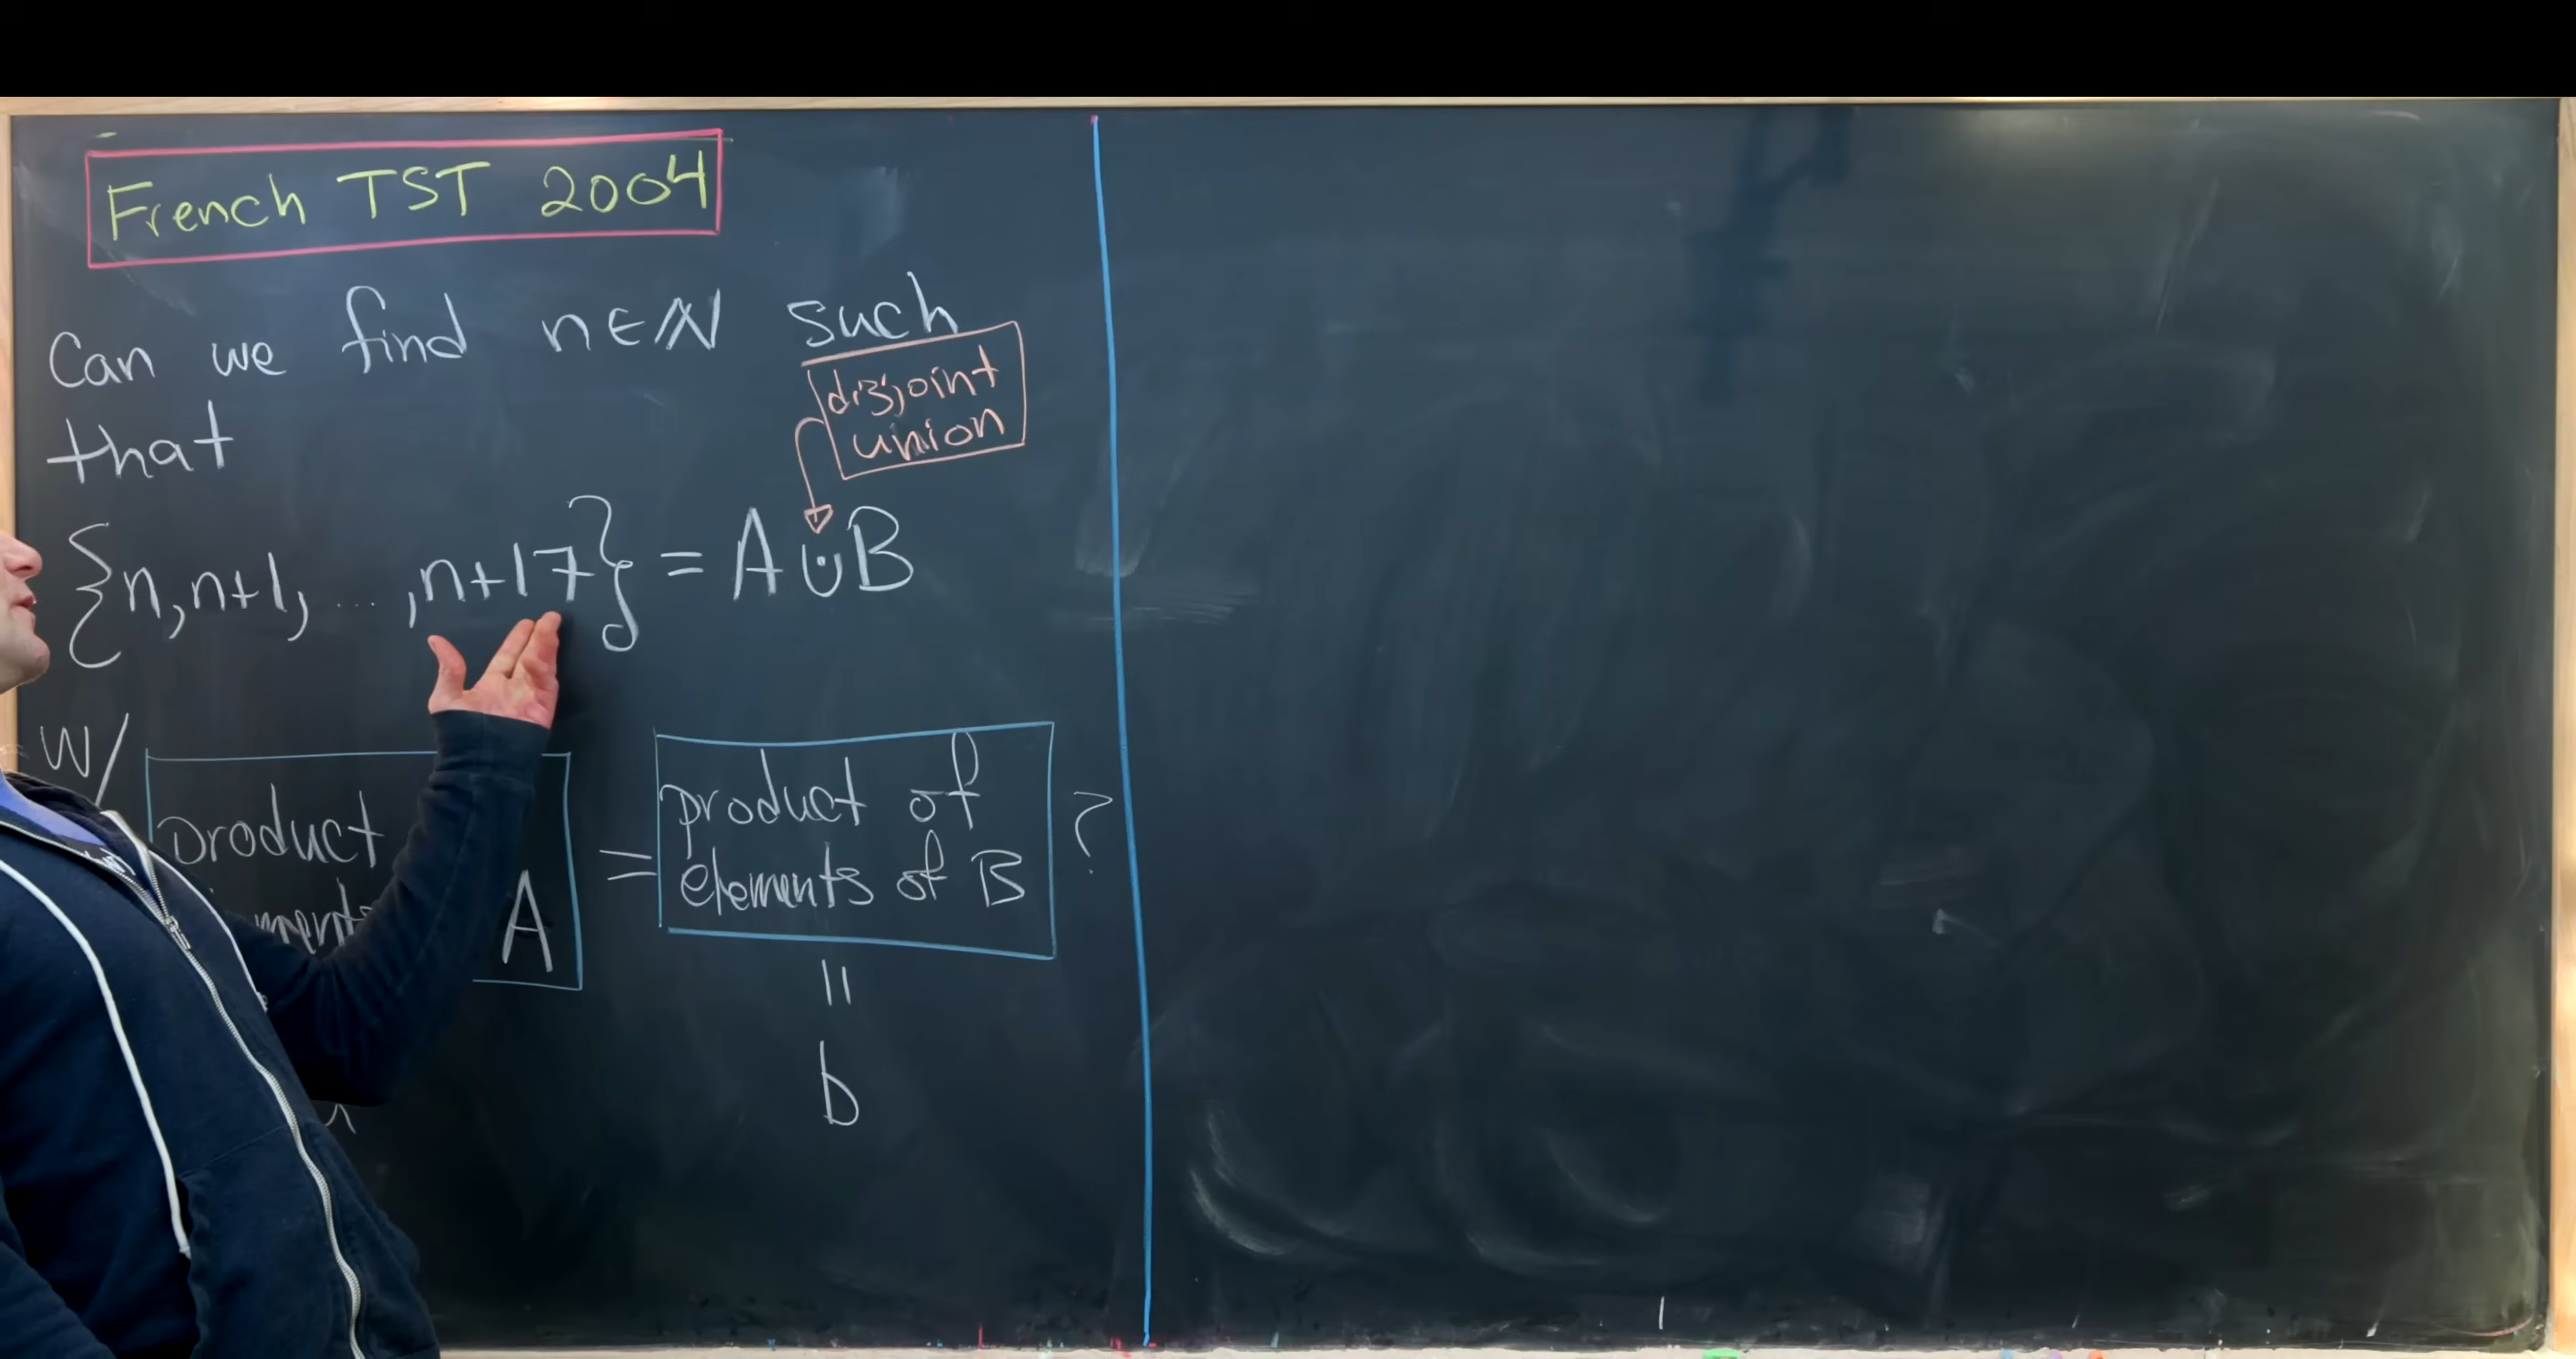 French TST 2004
Can we find n∈ℕ such
that
disjoint
union
{n, n+1, ..., n+17} = A ⊍ B
w/
product
A
=
product of
elements of B
?
=
b